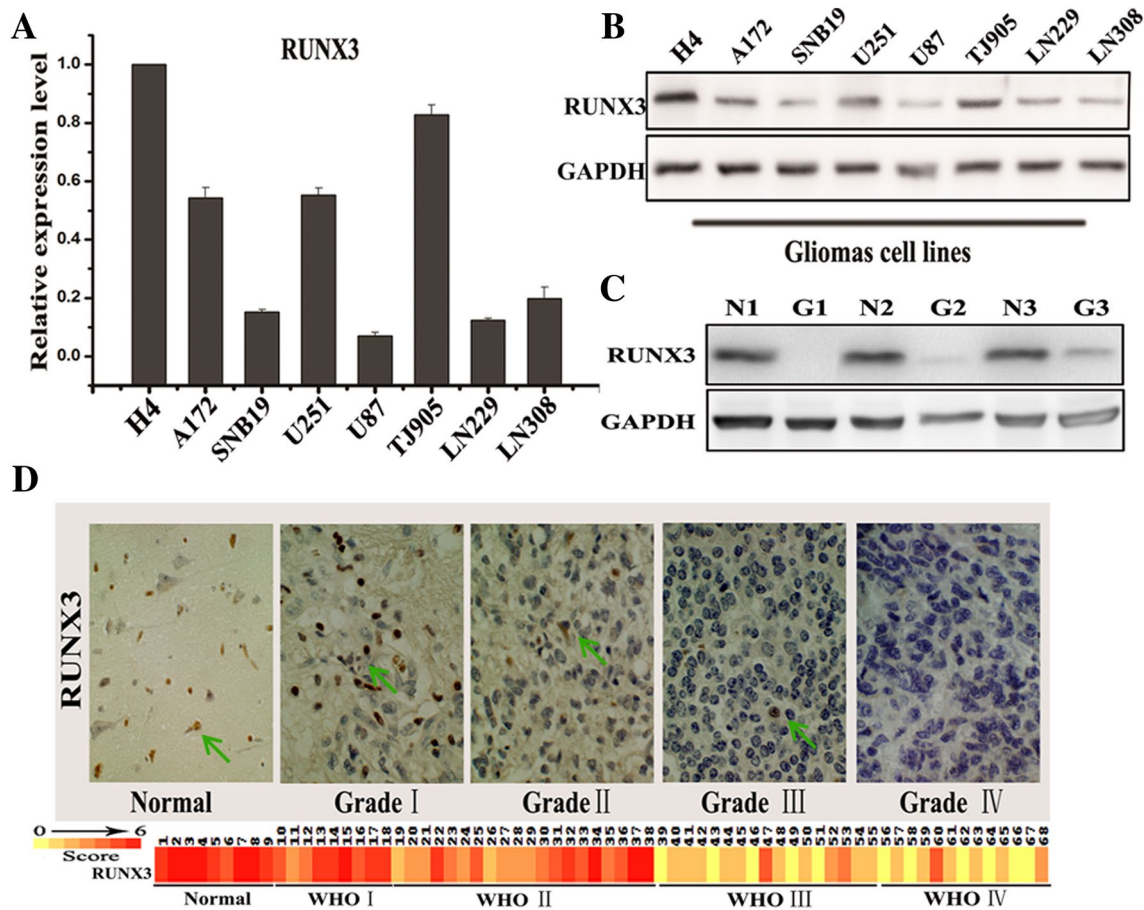 A
RUNX3
Relative expression level
1.0
0.8
0.6
0.4
0.2
0.0
H4 A172 SNB19 U251 U87 TJ905 LN229 LN308
B
H4 A172 SNB19 U251 U87 TJ905 LN229 LN308
RUNX3
GAPDH
Gliomas cell lines
C
N1 G1 N2 G2 N3 G3
RUNX3
GAPDH
D
RUNX3
Normal Grade Ⅰ Grade Ⅱ Grade Ⅲ Grade Ⅳ
0 6
Score
1 2 3 4 5 6 7 8 9 10 11 12 13 14 15 16 17 18 19 20 21 22 23 24 25 26 27 28 29 30 31 32 33 34 35 36 37 38 39 40 41 42 43 44 45 46 47 48 49 50 51 52 53 54 55 56 57 58 59 60 61 62 63 64 65 66 67 68
RUNX3
Normal WHO Ⅰ WHO Ⅱ WHO Ⅲ WHO Ⅳ